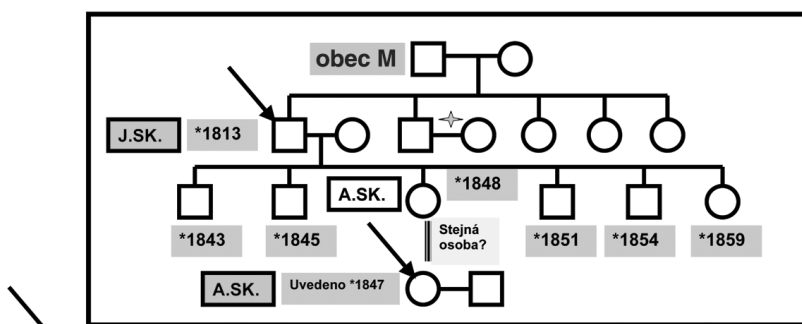 obec M
J.SK.
*1813
A.SK.
*1848
*1843
*1845
Stejná
osoba?
*1851
*1854
*1859
A.SK.
Uvedeno *1847